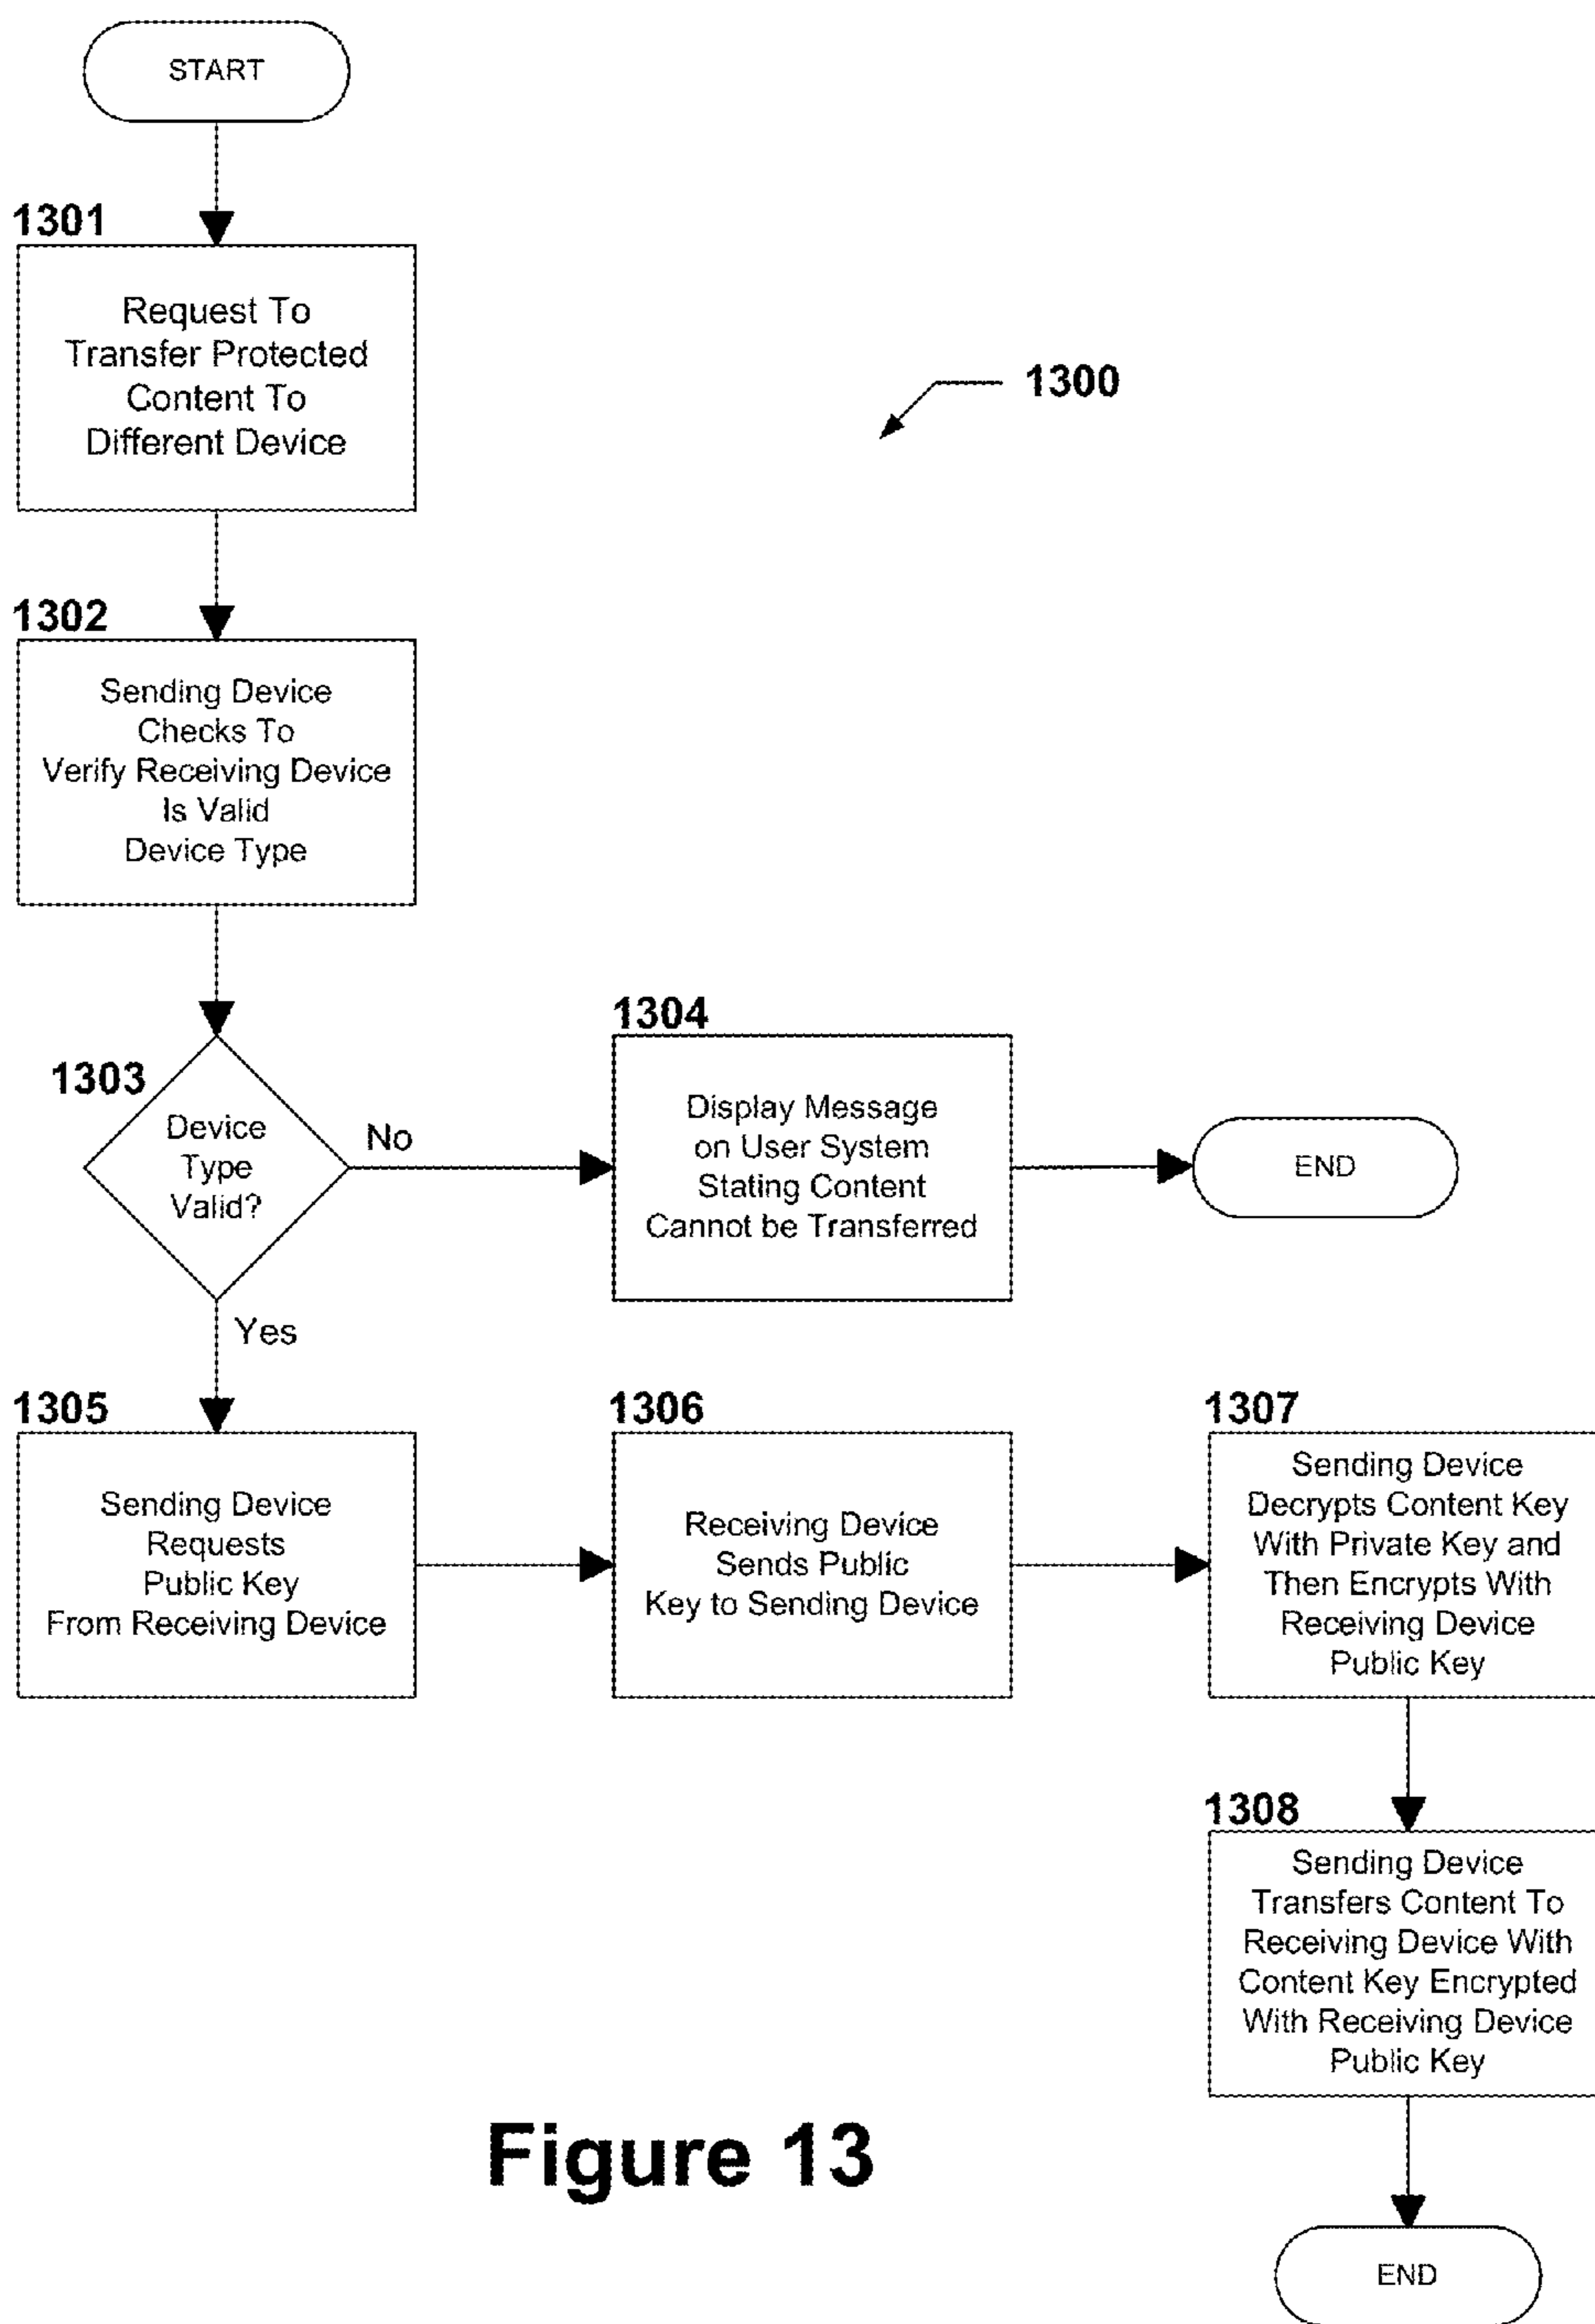 START
1301
Request To
Transfer Protected
Content To
Different Device
1300
1302
Sending Device
Checks To
Verify Receiving Device
Is Valid
Device Type
1303
Device
Type
Valid?
No
1304
Display Message
on User System
Stating Content
Cannot be Transferred
END
Yes
1305
Sending Device
Requests
Public Key
From Receiving Device
1306
Receiving Device
Sends Public
Key to Sending Device
1307
Sending Device
Decrypts Content Key
With Private Key and
Then Encrypts With
Receiving Device
Public Key
1308
Sending Device
Transfers Content To
Receiving Device With
Content Key Encrypted
With Receiving Device
Public Key
END
Figure 13